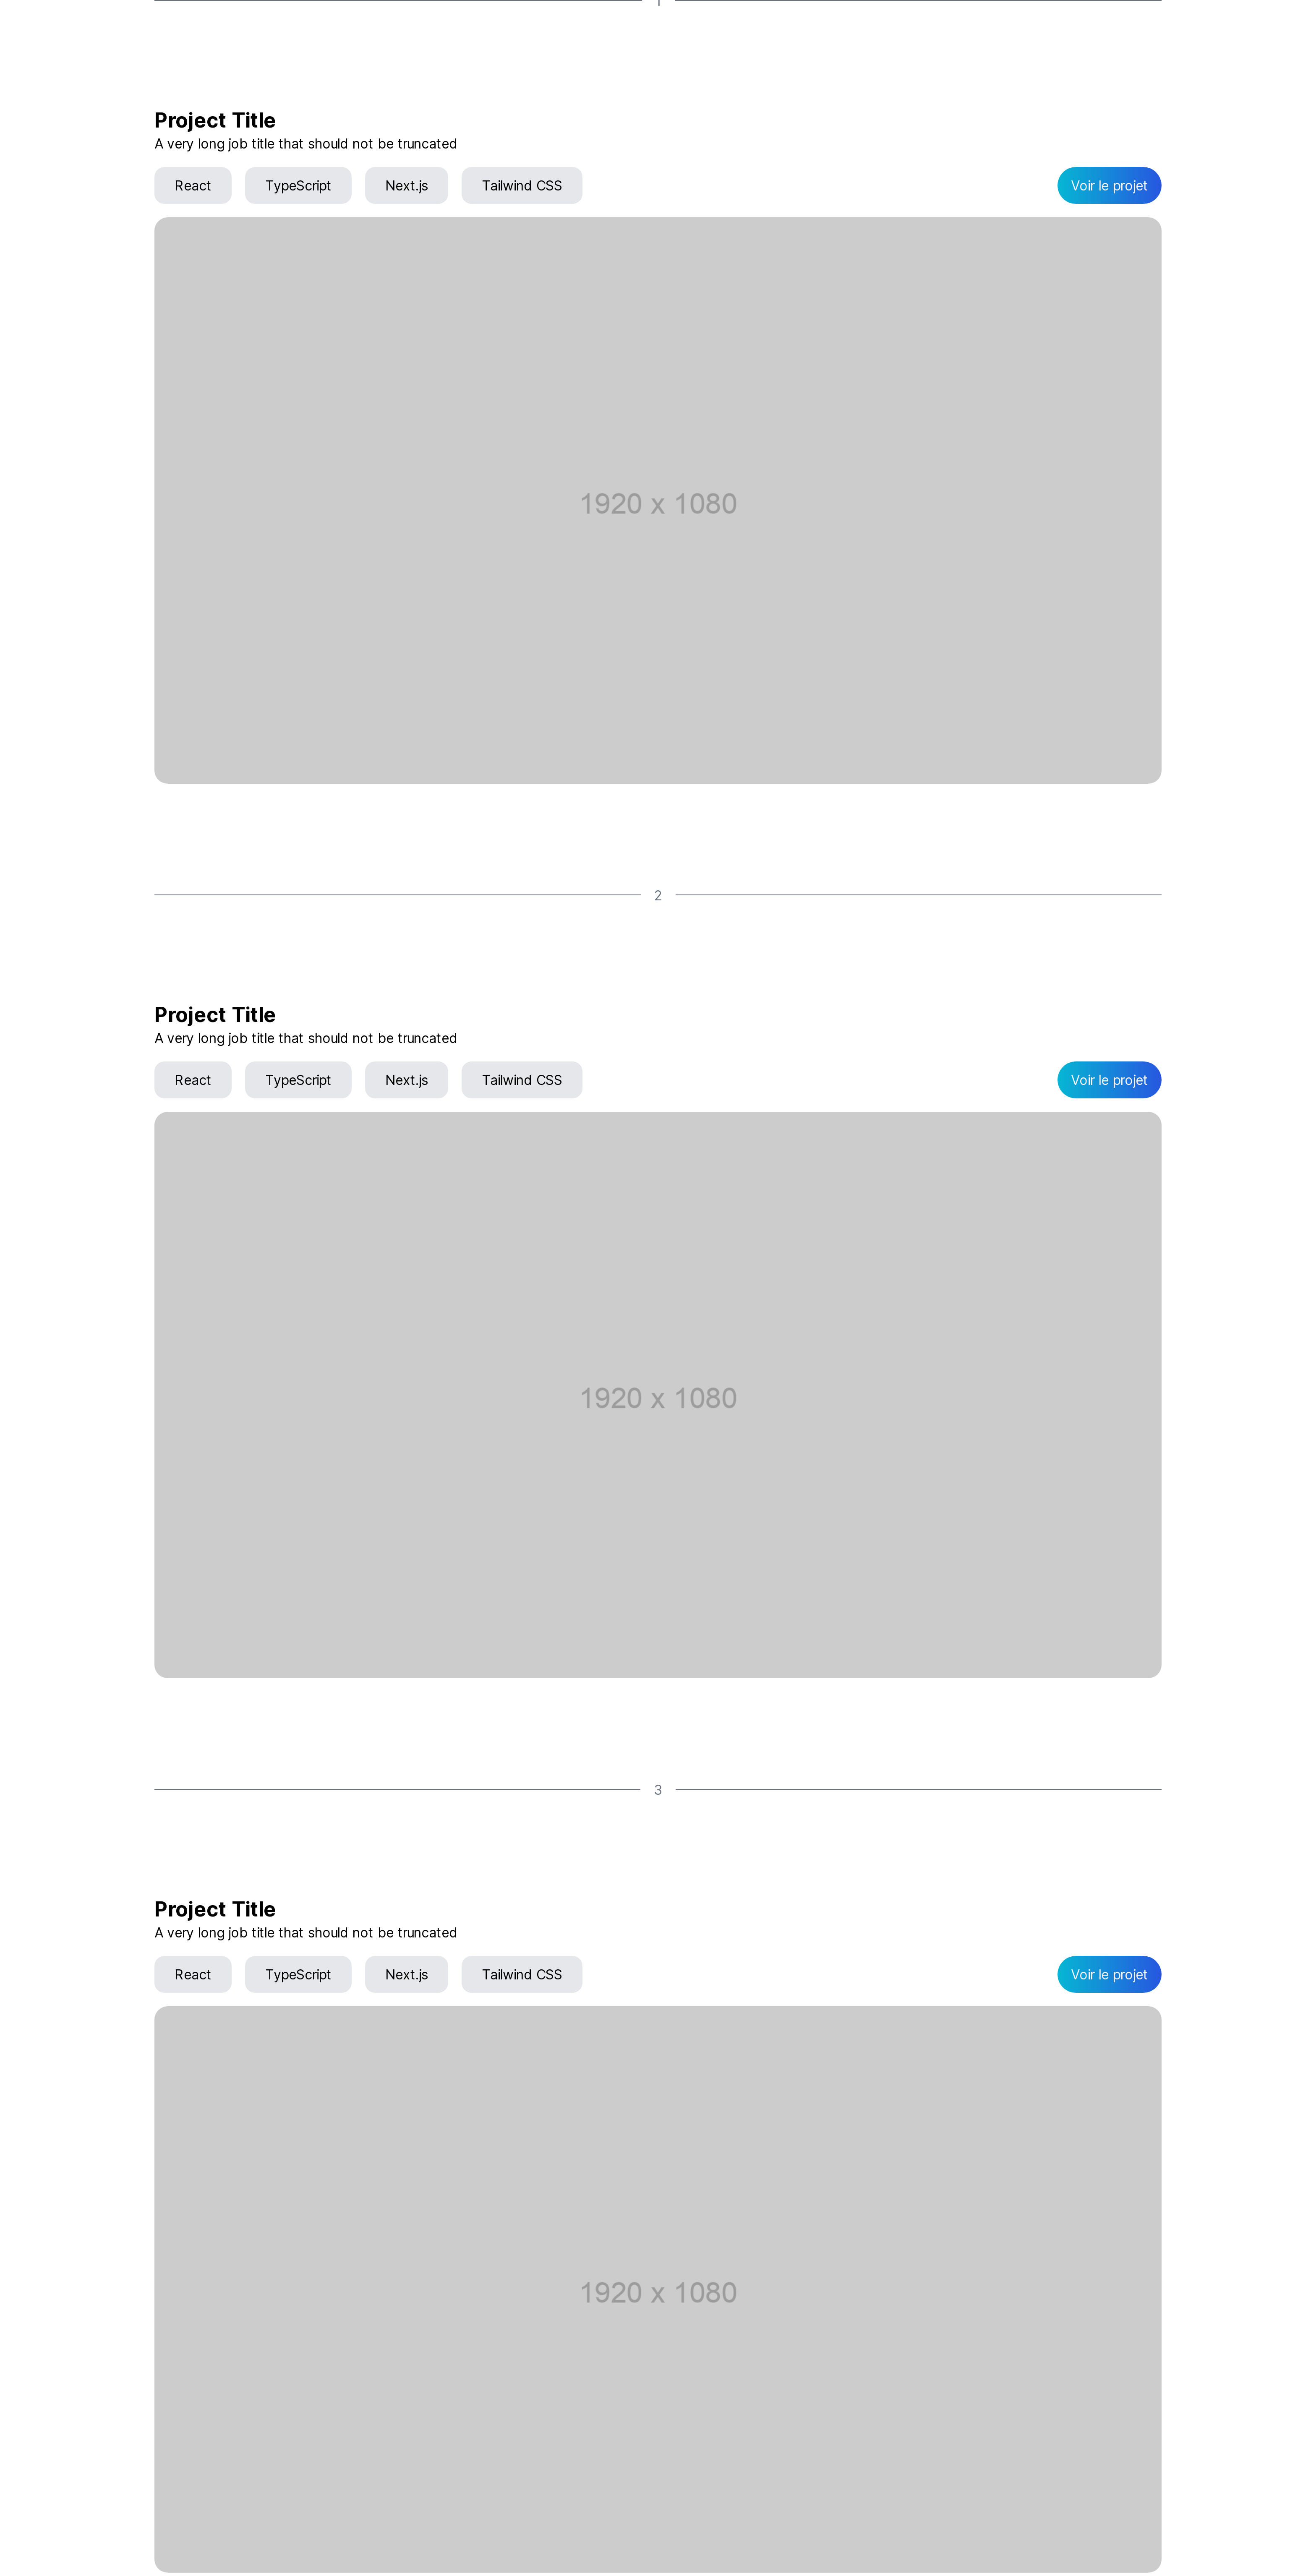 Project Title
A very long job title that should not be truncated
React TypeScript Next.js Tailwind CSS Voir le projet
1920 x 1080
2
Project Title
A very long job title that should not be truncated
React TypeScript Next.js Tailwind CSS Voir le projet
1920 x 1080
3
Project Title
A very long job title that should not be truncated
React TypeScript Next.js Tailwind CSS Voir le projet
1920 x 1080